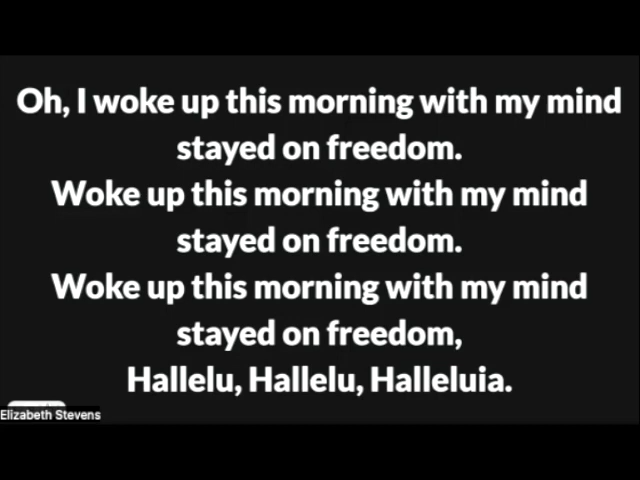 Oh, I woke up this morning with my mind
stayed on freedom.
Woke up this morning with my mind
stayed on freedom.
Woke up this morning with my mind
stayed on freedom,
Hallelu, Hallelu, Halleluia.
Elizabeth Stevens